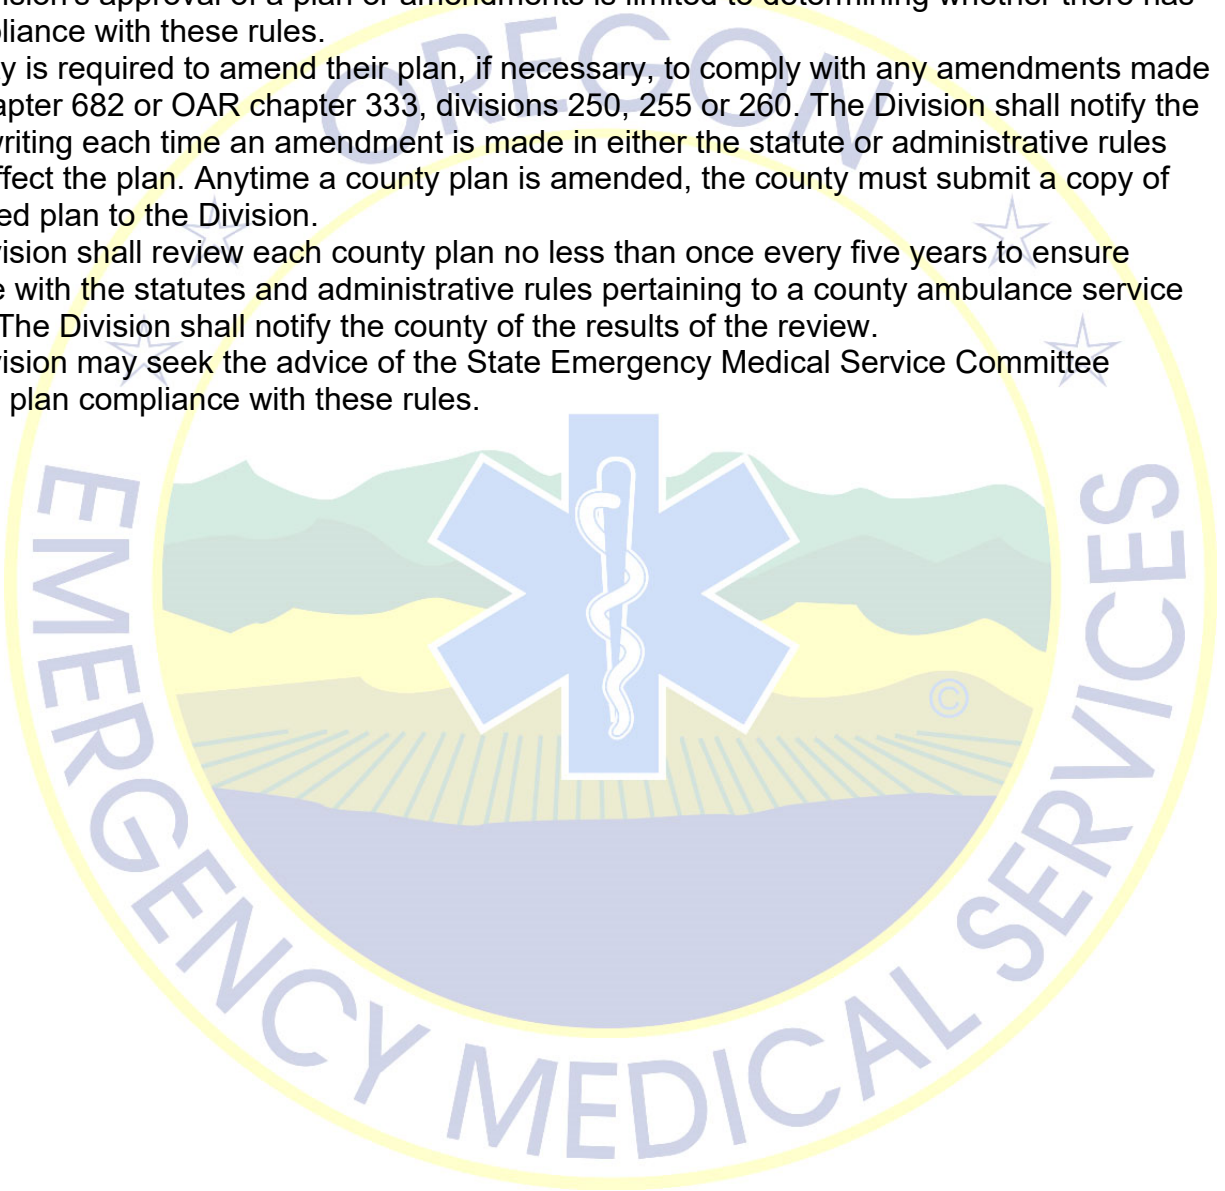 ision's approval of a plan or amendments is limited to determining whether there has
pliance with these rules.
y is required to amend their plan, if necessary, to comply with any amendments made
apter 682 or OAR chapter 333, divisions 250, 255 or 260. The Division shall notify the
writing each time an amendment is made in either the statute or administrative rules
ffect the plan. Anytime a county plan is amended, the county must submit a copy of
ed plan to the Division.
vision shall review each county plan no less than once every five years to ensure
e with the statutes and administrative rules pertaining to a county ambulance service
The Division shall notify the county of the results of the review.
vision may seek the advice of the State Emergency Medical Service Committee
plan compliance with these rules.
OREGON
EMERGENCY MEDICAL SERVICES
©